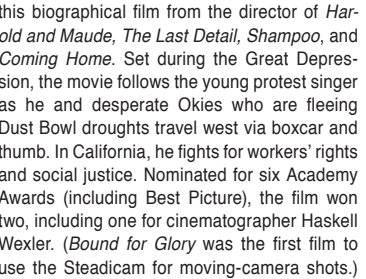 this biographical film from the director of Har-
old and Maude, The Last Detail, Shampoo, and
Coming Home. Set during the Great Depres-
sion, the movie follows the young protest singer
as he and desperate Okies who are fleeing
Dust Bowl droughts travel west via boxcar and
thumb. In California, he fights for workers’ rights
and social justice. Nominated for six Academy
Awards (including Best Picture), the film won
two, including one for cinematographer Haskell
Wexler. (Bound for Glory was the first film to
use the Steadicam for moving-camera shots.)